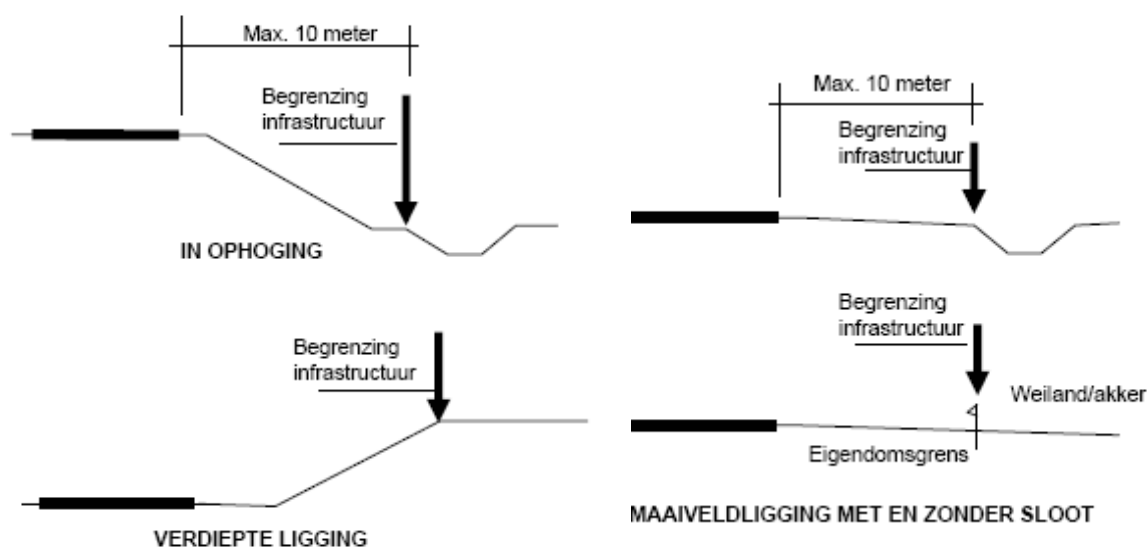 Max. 10 meter
Begrenzing
infrastructuur
IN OPHOGING
Max. 10 meter
Begrenzing
infrastructuur
Begrenzing
infrastructuur
VERDIEPTE LIGGING
Begrenzing
infrastructuur
Weiland/akker
Eigendomsgrens
MAAIVELDLIGGING MET EN ZONDER SLOOT